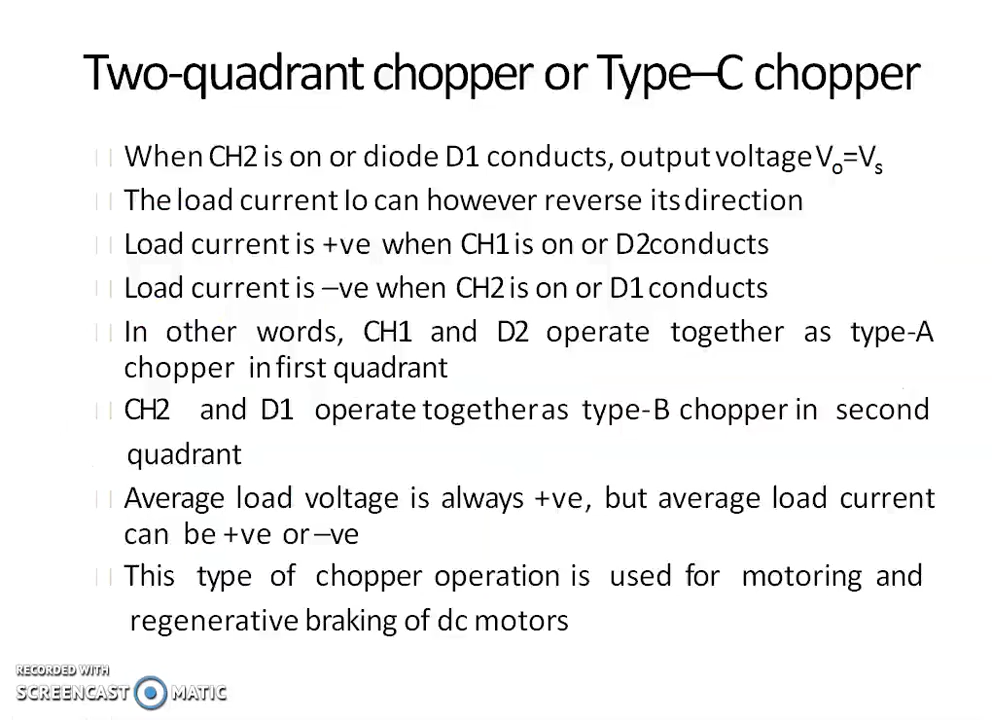 Two-quadrant chopper or Type–C chopper
When CH2 is on or diode D1 conducts, output voltage Vo=Vs
The load current Io can however reverse its direction
Load current is +ve when CH1 is on or D2conducts
Load current is –ve when CH2 is on or D1 conducts
In other words, CH1 and D2 operate together as type-A
chopper in first quadrant
CH2 and D1 operate together as type-B chopper in second
quadrant
Average load voltage is always +ve, but average load current
can be +ve or –ve
This type of chopper operation is used for motoring and
regenerative braking of dc motors
RECORDED WITH
SCREENCAST MATIC